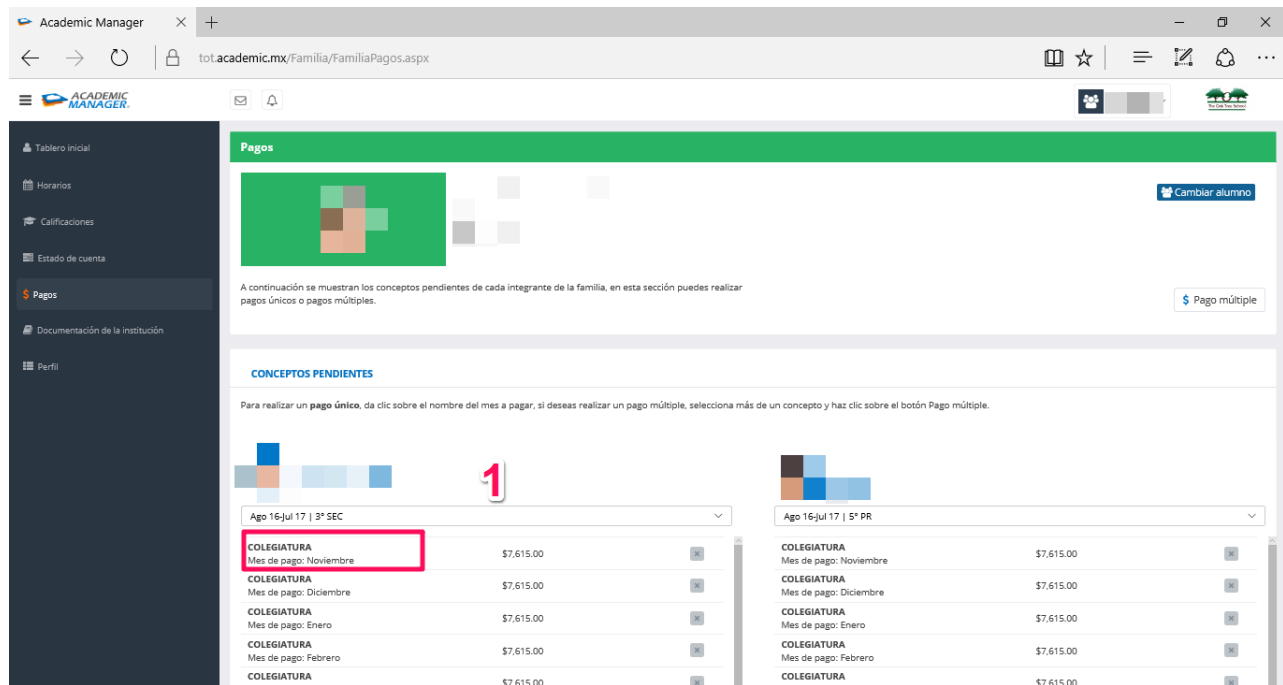 Academic Manager
tot.academic.mx/Familia/FamiliaPagos.aspx
ACADEMIC
MANAGER.
The Oak Tree School
Tablero inicial
Horarios
Calificaciones
Estado de cuenta
$ Pagos
Documentación de la institución
Perfil
Pagos
Cambiar alumno
A continuación se muestran los conceptos pendientes de cada integrante de la familia, en esta sección puedes realizar
pagos únicos o pagos múltiples.
$ Pago múltiple
CONCEPTOS PENDIENTES
Para realizar un pago único, da clic sobre el nombre del mes a pagar, si deseas realizar un pago múltiple, selecciona más de un concepto y haz clic sobre el botón Pago múltiple.
1
Ago 16-Jul 17 | 3° SEC
COLEGIATURA
Mes de pago: Noviembre
$7,615.00
COLEGIATURA
Mes de pago: Diciembre
$7,615.00
COLEGIATURA
Mes de pago: Enero
$7,615.00
COLEGIATURA
Mes de pago: Febrero
$7,615.00
COLEGIATURA
$7,615.00
Ago 16-Jul 17 | 5° PR
COLEGIATURA
Mes de pago: Noviembre
$7,615.00
COLEGIATURA
Mes de pago: Diciembre
$7,615.00
COLEGIATURA
Mes de pago: Enero
$7,615.00
COLEGIATURA
Mes de pago: Febrero
$7,615.00
COLEGIATURA
$7,615.00